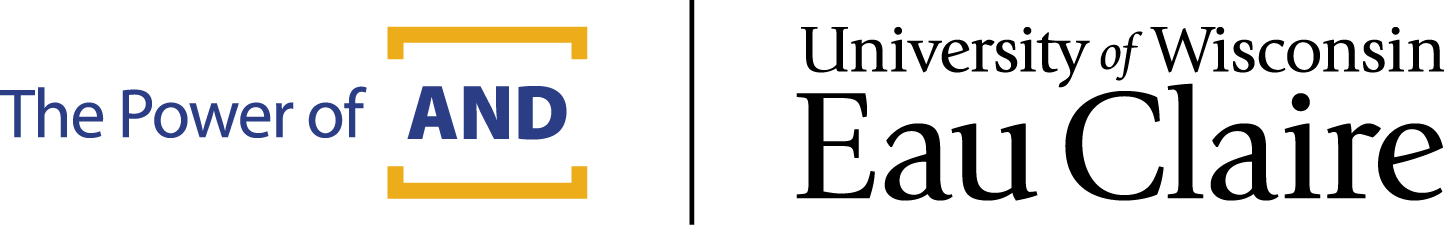 The Power of AND
University of Wisconsin
Eau Claire